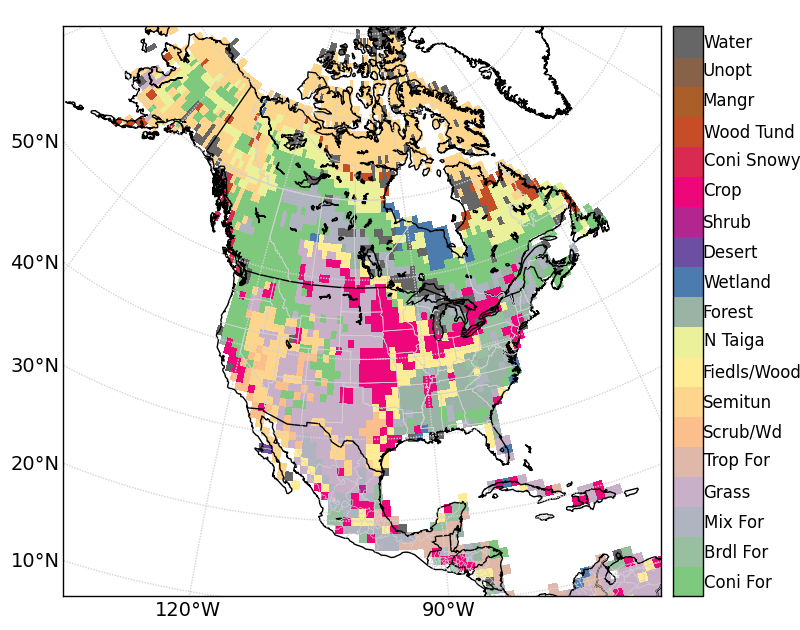 50°N
40°N
30°N
20°N
10°N
120°W
90°W
Water
Unopt
Mangr
Wood Tund
Coni Snowy
Crop
Shrub
Desert
Wetland
Forest
N Taiga
Fiedls/Wood
Semitun
Scrub/Wd
Trop For
Grass
Mix For
Brdl For
Coni For